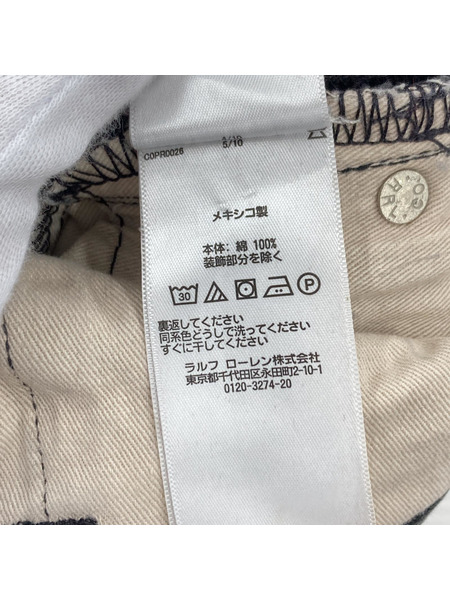 COPR0026
5/10
メキシコ製
本体: 綿 100%
装飾部分を除く
30
P
裏返してください
同系色どうしで洗ってください
すぐに干してください
ラルフ ローレン株式会社
東京都千代田区永田町2-10-1
0120-3274-20